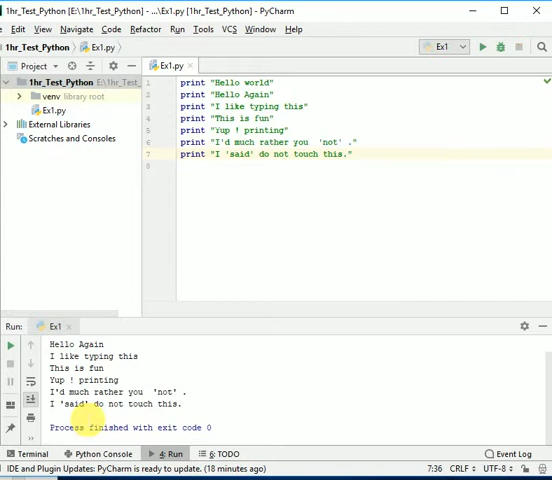 1hr_Test_Python [E:\1hr_Test_Python] - ...\Ex1.py [1hr_Test_Python] - PyCharm
Edit View Navigate Code Refactor Run Tools VCS Window Help
1hr_Test_Python Ex1.py Ex1
Project Ex1.py
1hr_Test_Python E:\1hr_Test_
venv library root
Ex1.py
External Libraries
Scratches and Consoles
1 print "Hello world"
2 print "Hello Again"
3 print "I like typing this"
4 print "This is fun"
5 print "Yup ! printing"
6 print "I'd much rather you  'not' ."
7 print "I 'said' do not touch this."
8
Run: Ex1
Hello Again
I like typing this
This is fun
Yup ! printing
I'd much rather you  'not' .
I 'said' do not touch this.
Process finished with exit code 0
Terminal Python Console 4: Run 6: TODO Event Log
IDE and Plugin Updates: PyCharm is ready to update. (18 minutes ago) 7:36 CRLF UTF-8